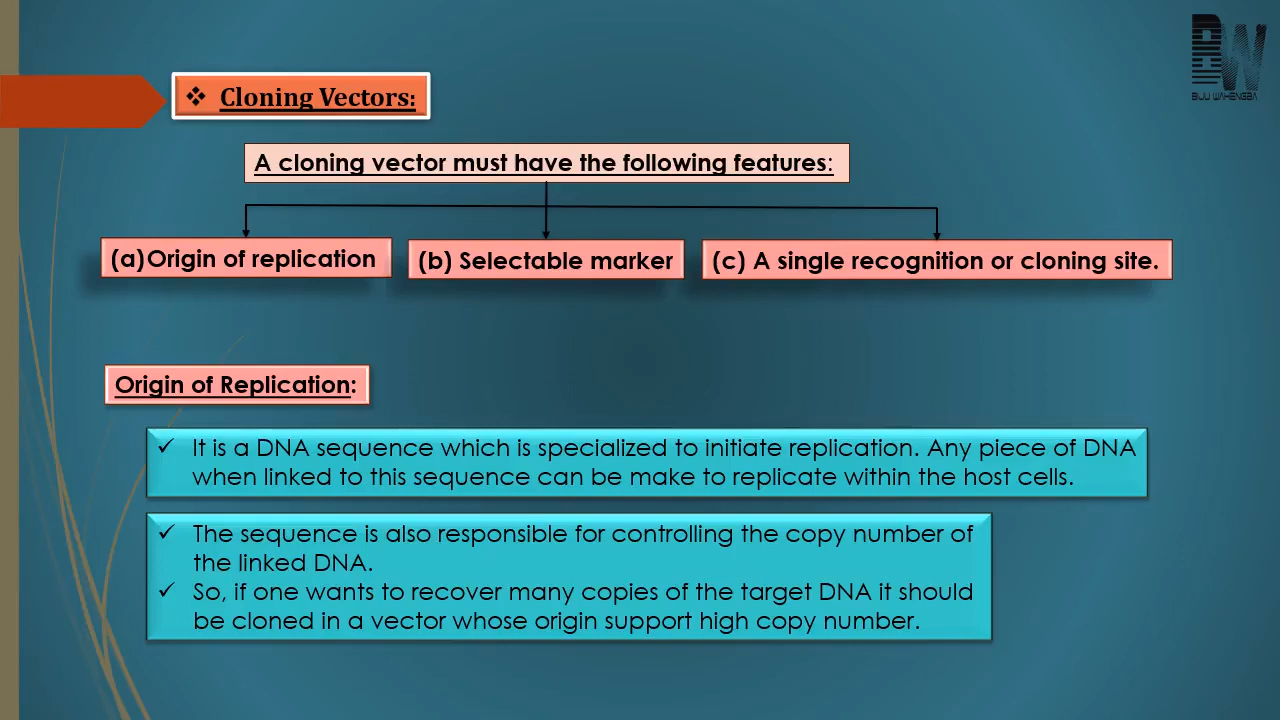 BW
BIJU WAHENGBA
❖ Cloning Vectors:
A cloning vector must have the following features:
(a)Origin of replication
(b) Selectable marker
(c) A single recognition or cloning site.
Origin of Replication:
✓ It is a DNA sequence which is specialized to initiate replication. Any piece of DNA
when linked to this sequence can be make to replicate within the host cells.
✓ The sequence is also responsible for controlling the copy number of
the linked DNA.
✓ So, if one wants to recover many copies of the target DNA it should
be cloned in a vector whose origin support high copy number.